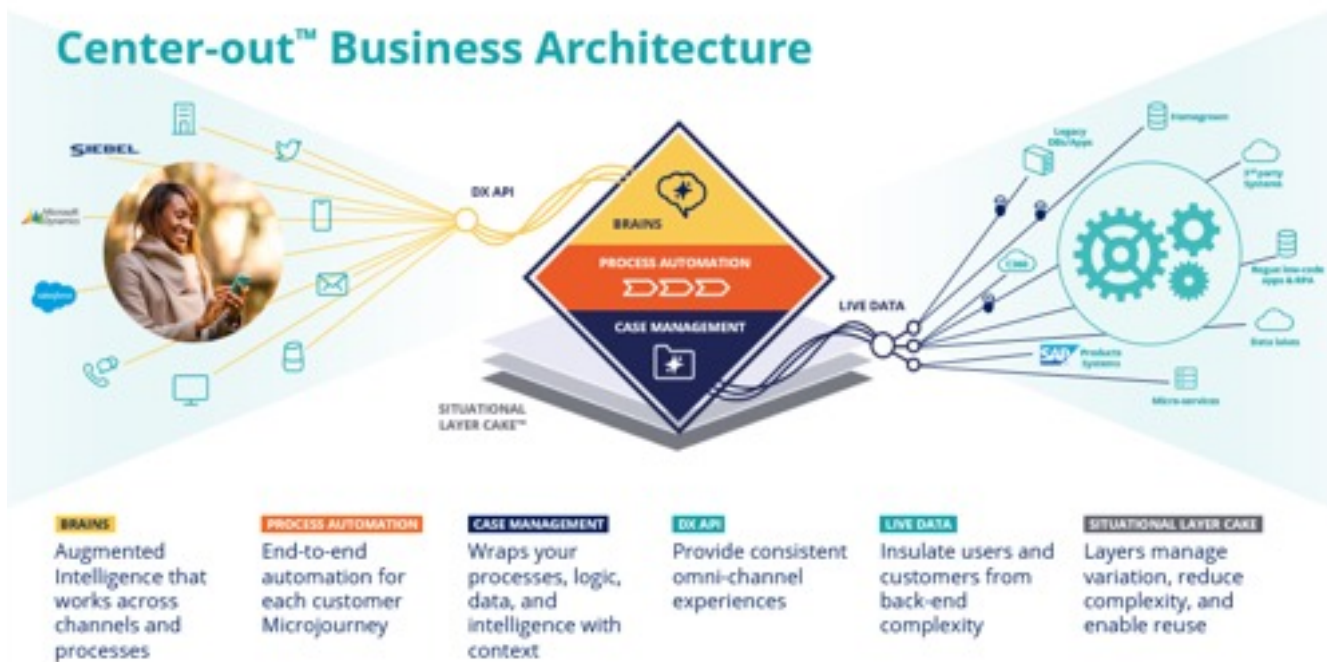 Center-out™ Business Architecture
SIEBEL
Microsoft
Dynamics
salesforce
DX API
BRAINS
PROCESS AUTOMATION
CASE MANAGEMENT
SITUATIONAL
LAYER CAKE™
LIVE DATA
Legacy
DBs/Apps
Homegrown
3rd party
Systems
CRM
Rogue low-code
apps & RPA
Data lakes
SAP
Products
Systems
Micro-services
BRAINS
Augmented
Intelligence that
works across
channels and
processes
PROCESS AUTOMATION
End-to-end
automation for
each customer
Microjourney
CASE MANAGEMENT
Wraps your
processes, logic,
data, and
intelligence with
context
DX API
Provide consistent
omni-channel
experiences
LIVE DATA
Insulate users and
customers from
back-end
complexity
SITUATIONAL LAYER CAKE
Layers manage
variation, reduce
complexity, and
enable reuse